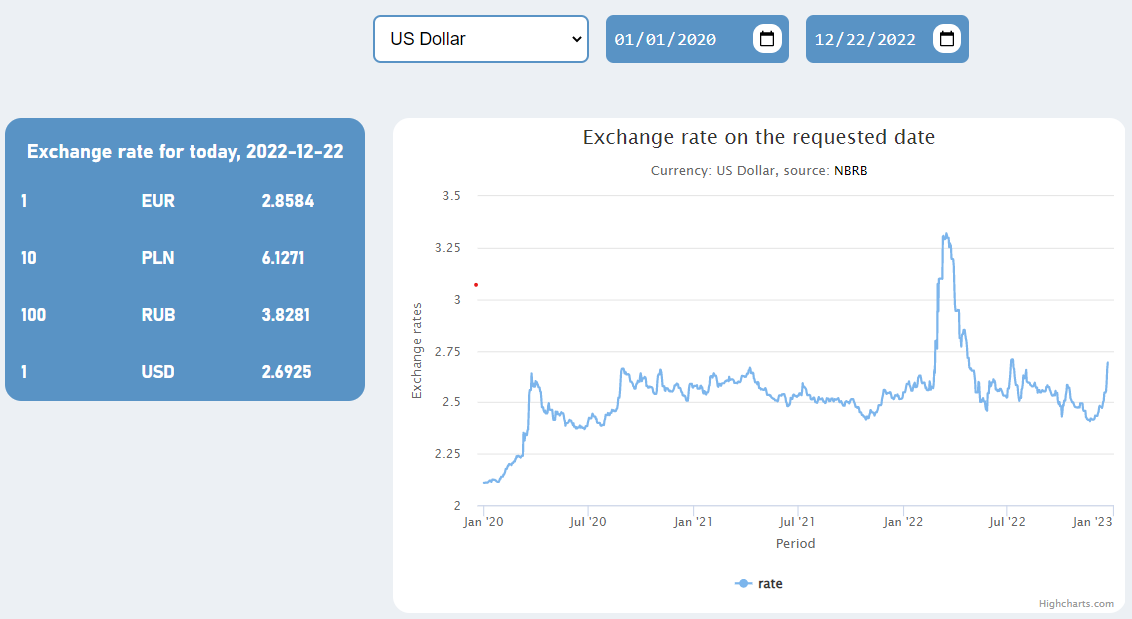 US Dollar
01/01/2020
12/22/2022
Exchange rate for today, 2022-12-22
1 EUR 2.8584
10 PLN 6.1271
100 RUB 3.8281
1 USD 2.6925
Exchange rate on the requested date
Currency: US Dollar, source: NBRB
3.5
3.25
3
2.75
2.5
2.25
2
Exchange rates
Jan '20 Jul '20 Jan '21 Jul '21 Jan '22 Jul '22 Jan '23
Period
rate
Highcharts.com